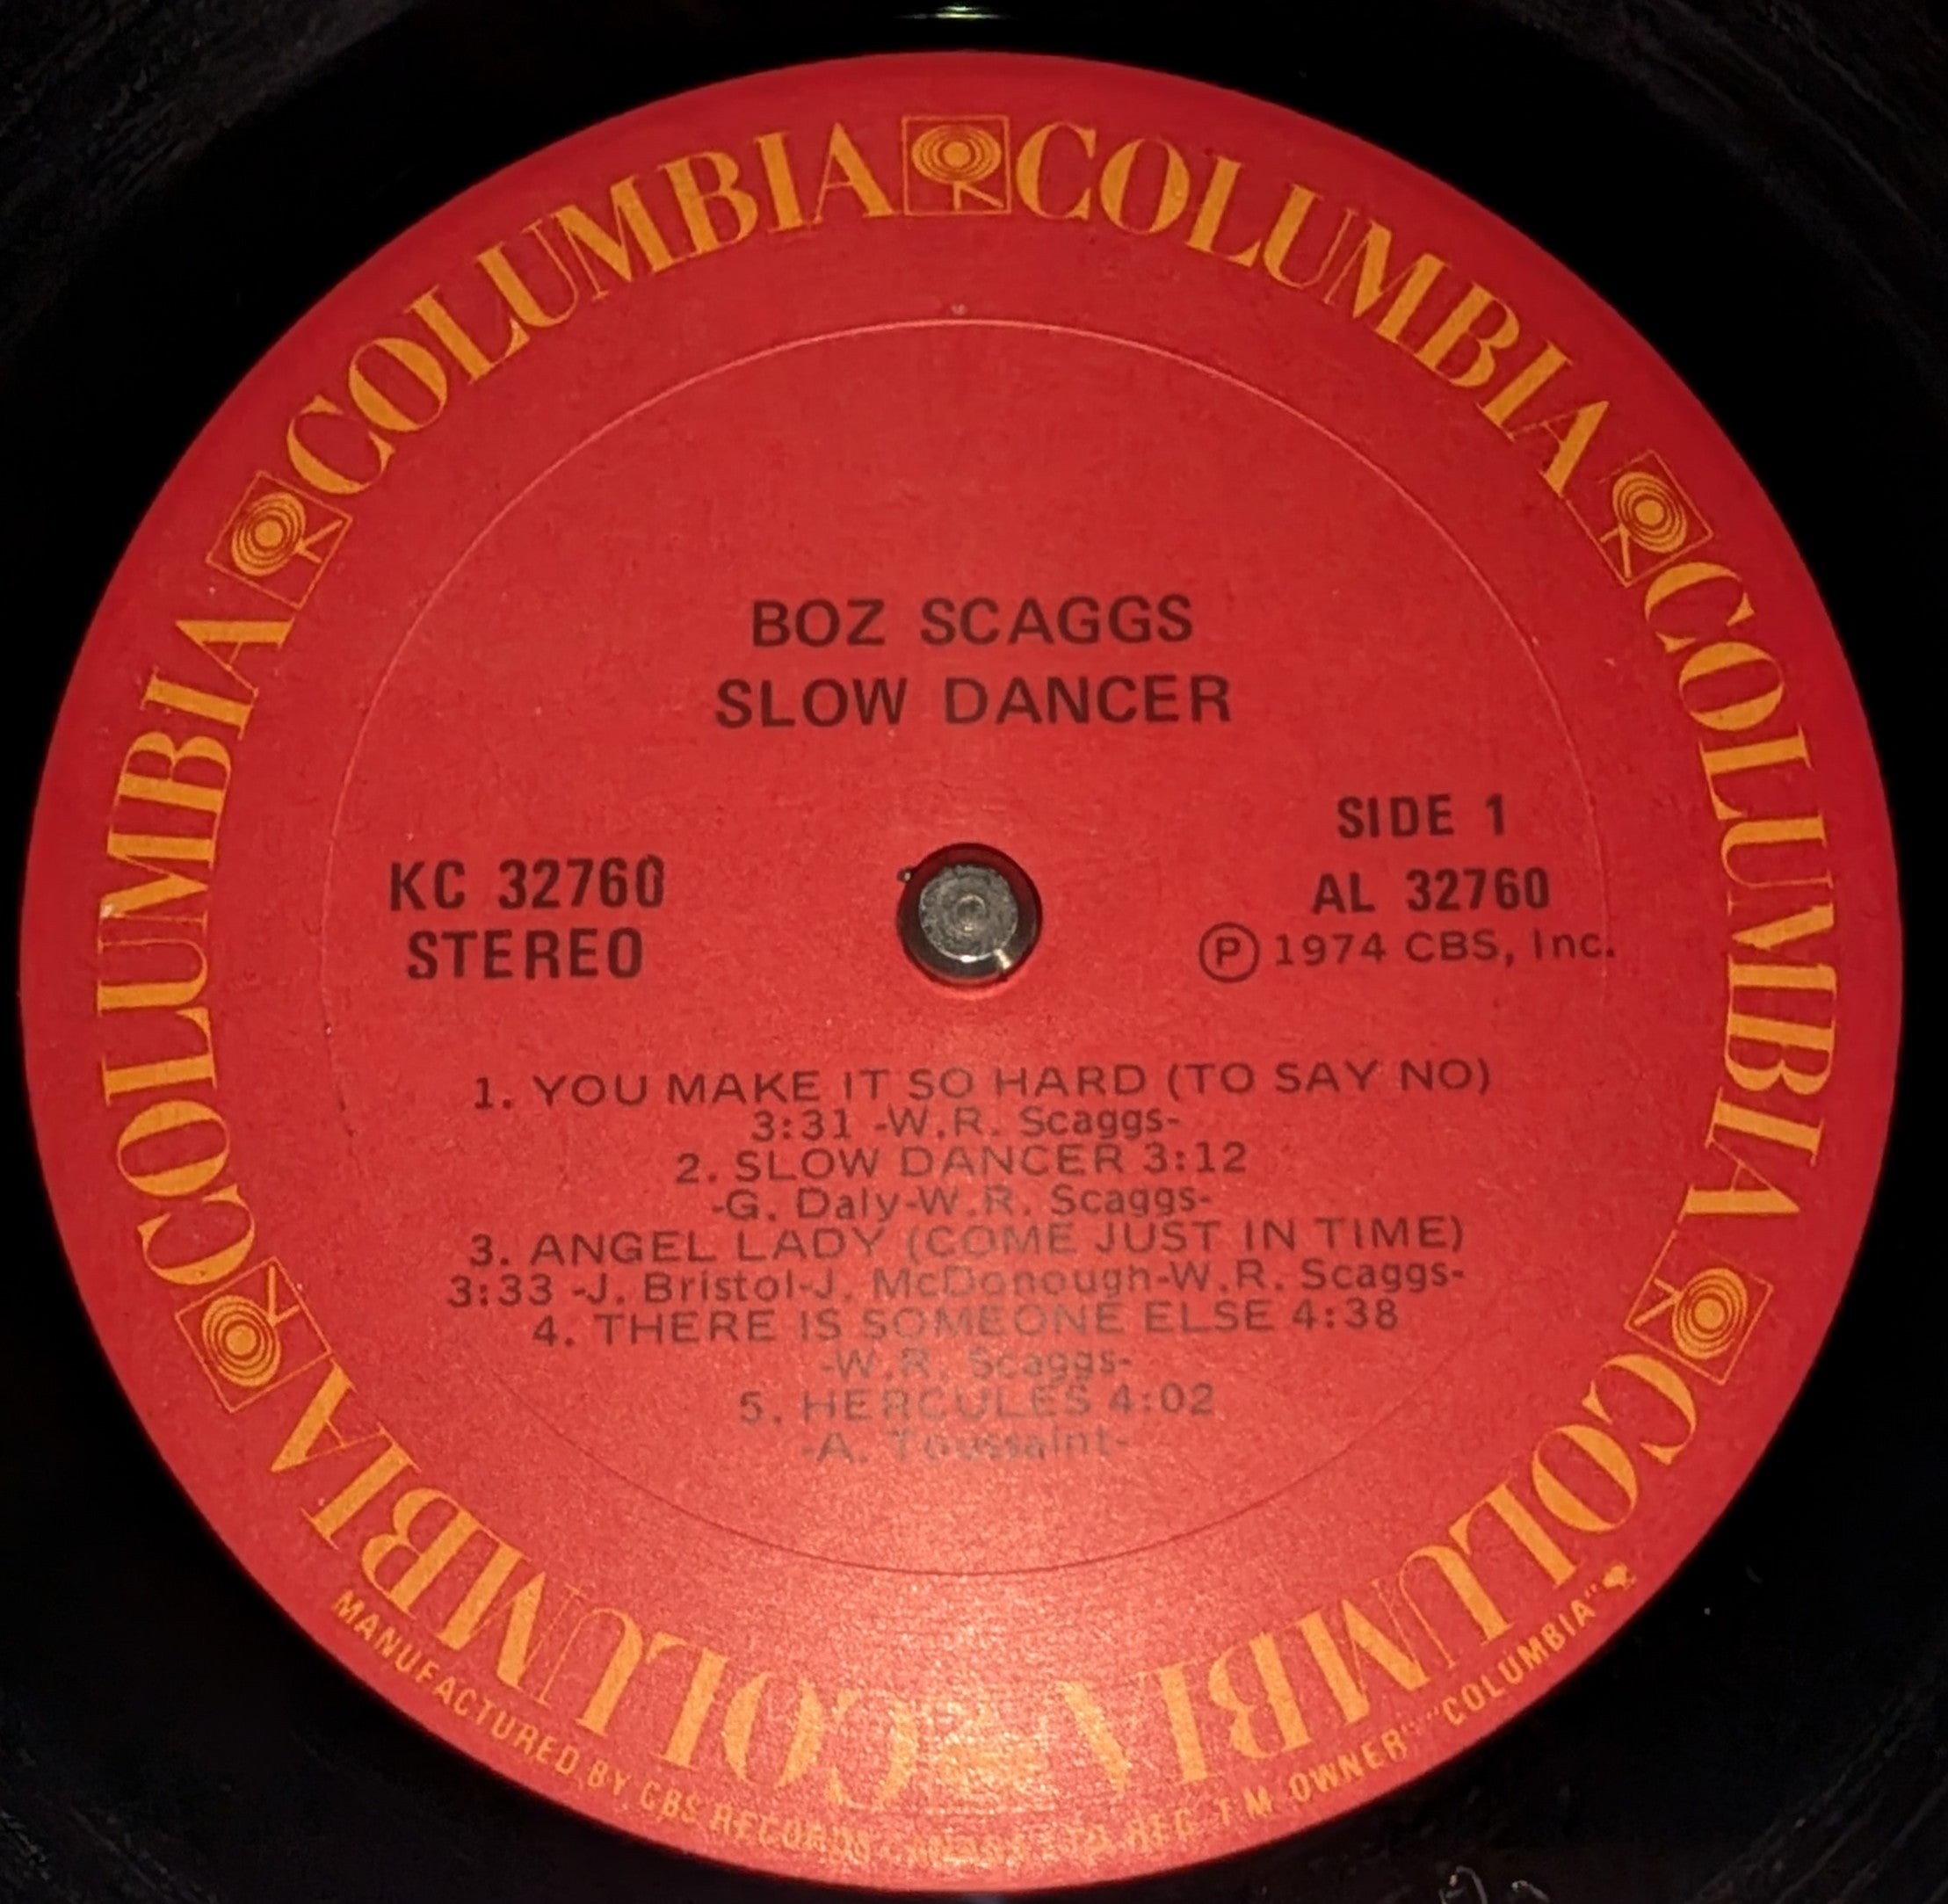 COLUMBIA COLUMBIA COLUMBIA COLUMBIA COLUMBIA COLUMBIA
BOZ SCAGGS
SLOW DANCER
SIDE 1
KC 32760
AL 32760
STEREO
Ⓟ 1974 CBS, Inc.
1. YOU MAKE IT SO HARD (TO SAY NO)
3:31 -W.R. Scaggs-
2. SLOW DANCER 3:12
-G. Daly-W.R. Scaggs-
3. ANGEL LADY (COME JUST IN TIME)
3:33 -J. Bristol-J. McDonough-W.R. Scaggs-
4. THERE IS SOMEONE ELSE 4:38
-W.R. Scaggs-
5. HERCULES 4:02
-A. Toussaint-
MANUFACTURED BY CBS RECORDS T.M. OWNER" "COLUMBIA"